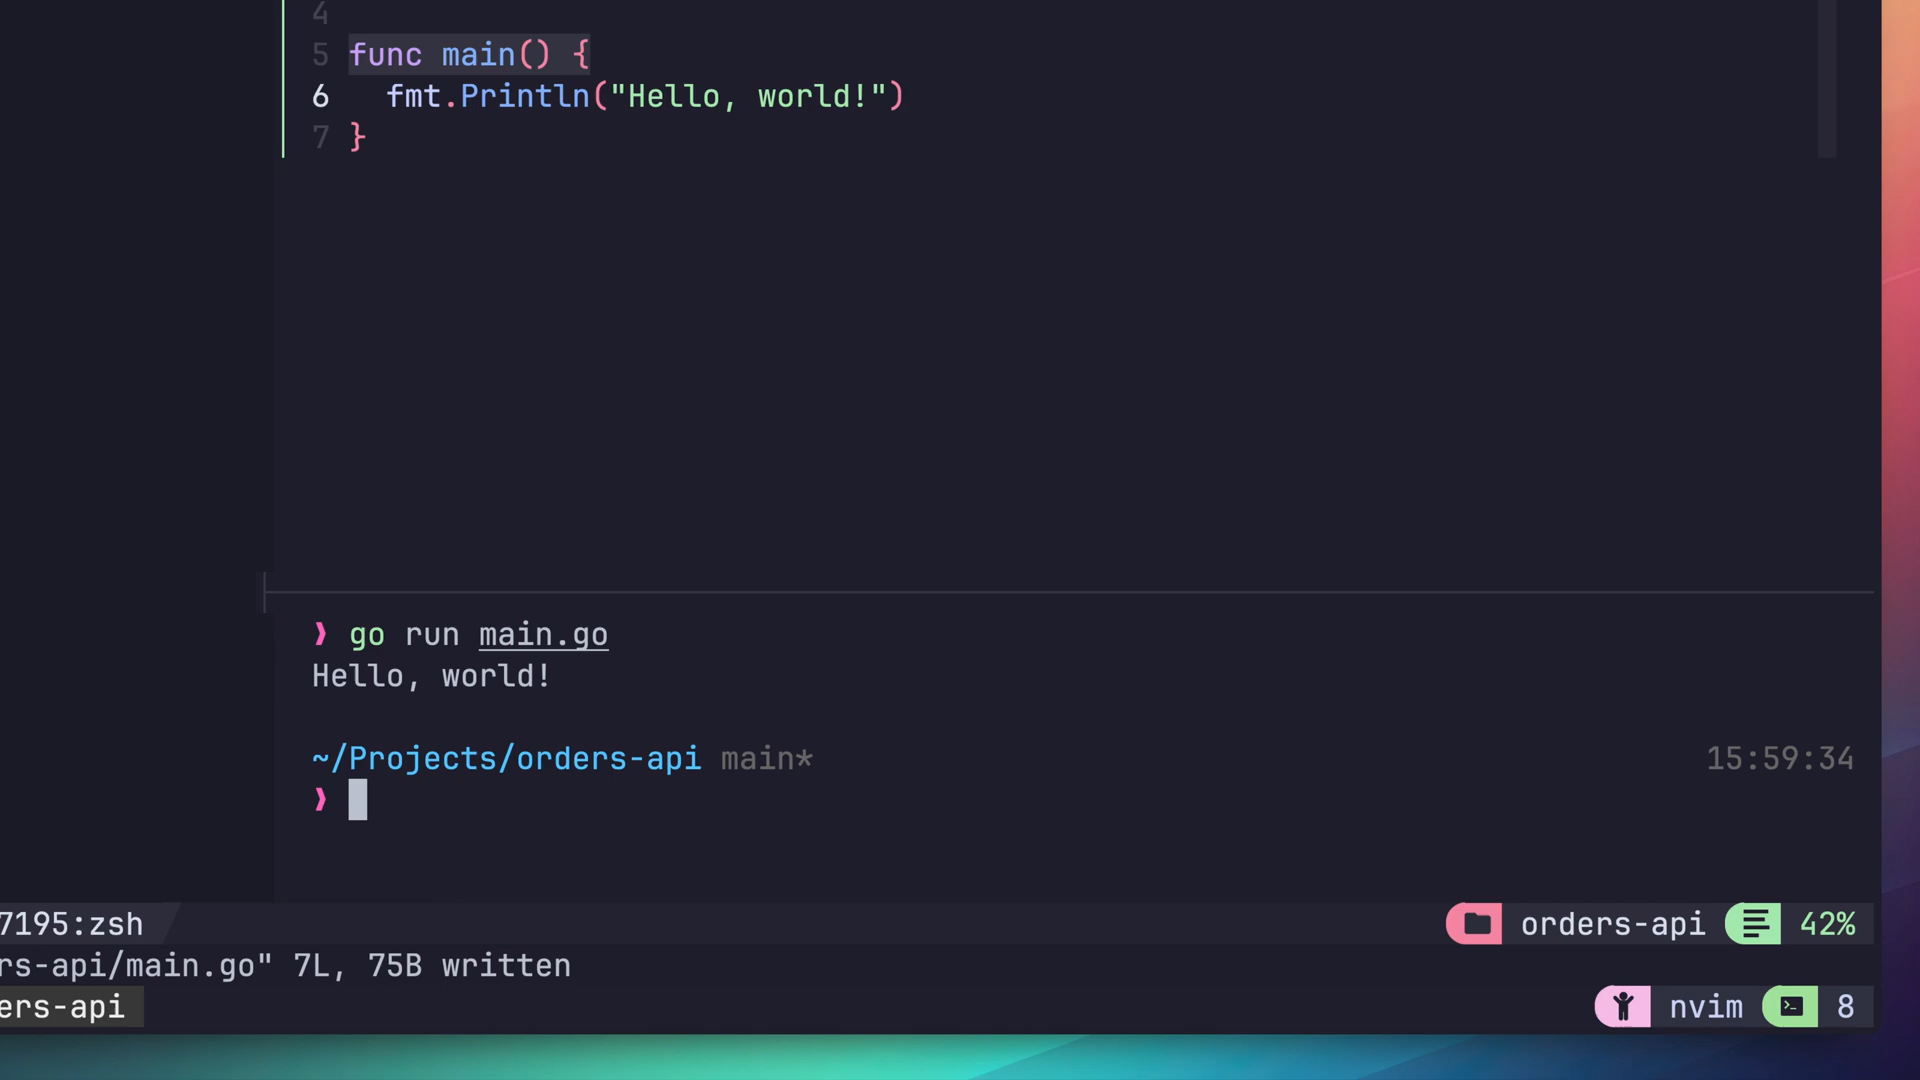 4
5 func main() {
6   fmt.Println("Hello, world!")
7 }
❯ go run main.go
Hello, world!
~/Projects/orders-api main* 15:59:34
❯
7195:zsh orders-api 42%
rs-api/main.go" 7L, 75B written
ers-api nvim 8